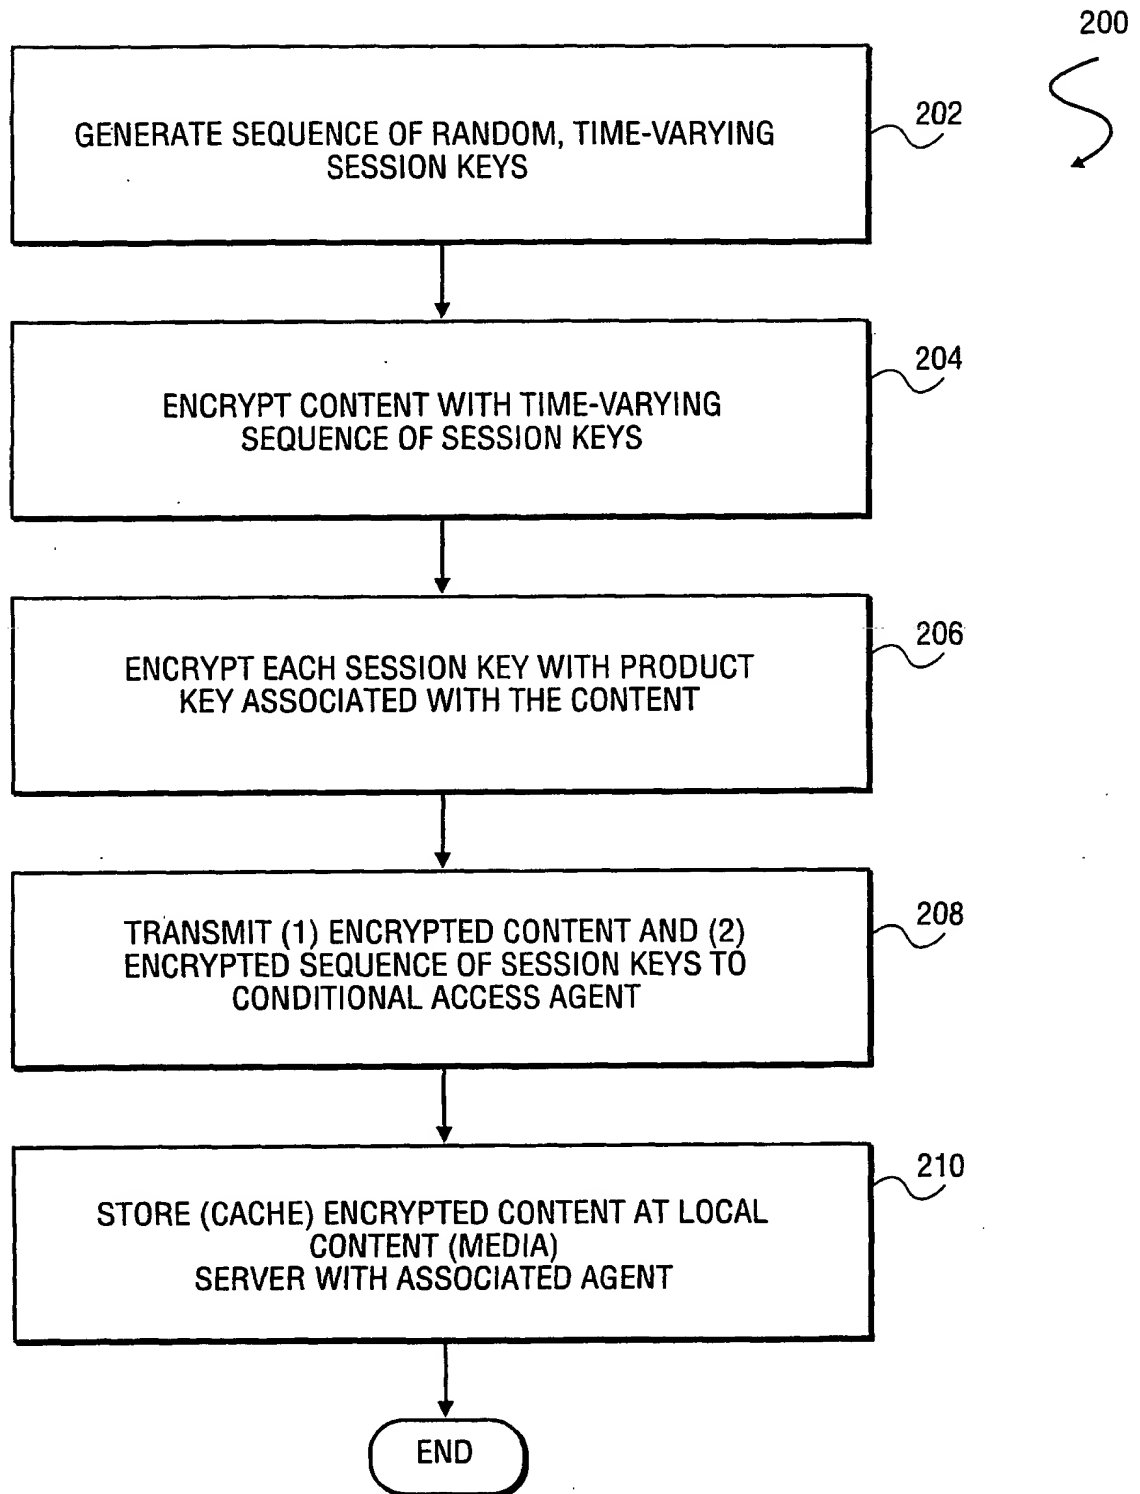 200
GENERATE SEQUENCE OF RANDOM, TIME-VARYING
SESSION KEYS
202
ENCRYPT CONTENT WITH TIME-VARYING
SEQUENCE OF SESSION KEYS
204
ENCRYPT EACH SESSION KEY WITH PRODUCT
KEY ASSOCIATED WITH THE CONTENT
206
TRANSMIT (1) ENCRYPTED CONTENT AND (2)
ENCRYPTED SEQUENCE OF SESSION KEYS TO
CONDITIONAL ACCESS AGENT
208
STORE (CACHE) ENCRYPTED CONTENT AT LOCAL
CONTENT (MEDIA)
SERVER WITH ASSOCIATED AGENT
210
END